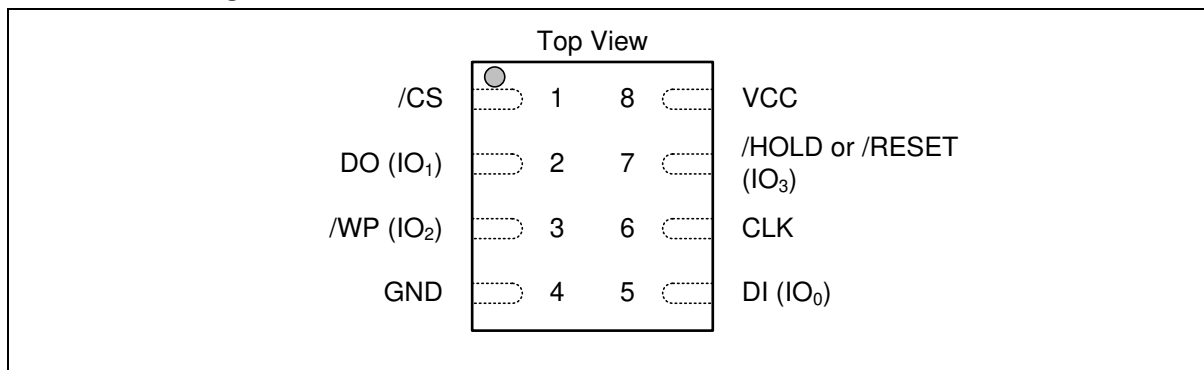 Top View
/CS 1 8 VCC
DO (IO₁) 2 7 /HOLD or /RESET
(IO₃)
/WP (IO₂) 3 6 CLK
GND 4 5 DI (IO₀)